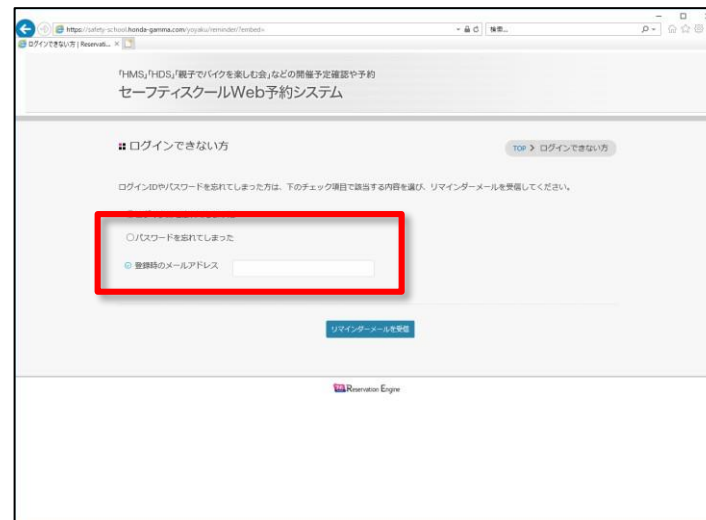 https://safety-school.honda-gamma.com/yoyaku/reminder/?embed=
検索...
ログインできない方 | Reservati...
「HMS」「HDS」「親子でバイクを楽しむ会」などの開催予定確認や予約
セーフティスクールWeb予約システム
ログインできない方
TOP > ログインできない方
ログインIDやパスワードを忘れてしまった方は、下のチェック項目で該当する内容を選び、リマインダーメールを受信してください。
パスワードを忘れてしまった
登録時のメールアドレス
リマインダーメールを受信
Reservation Engine